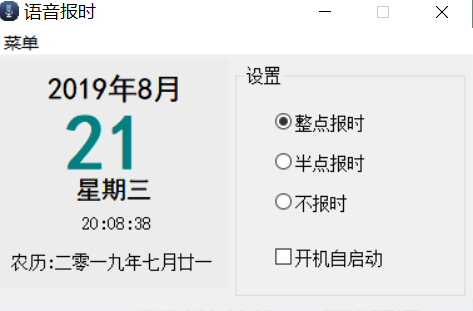 语音报时
菜单
2019年8月
21
星期三
20:08:38
农历:二零一九年七月廿一
设置
整点报时
半点报时
不报时
开机自启动